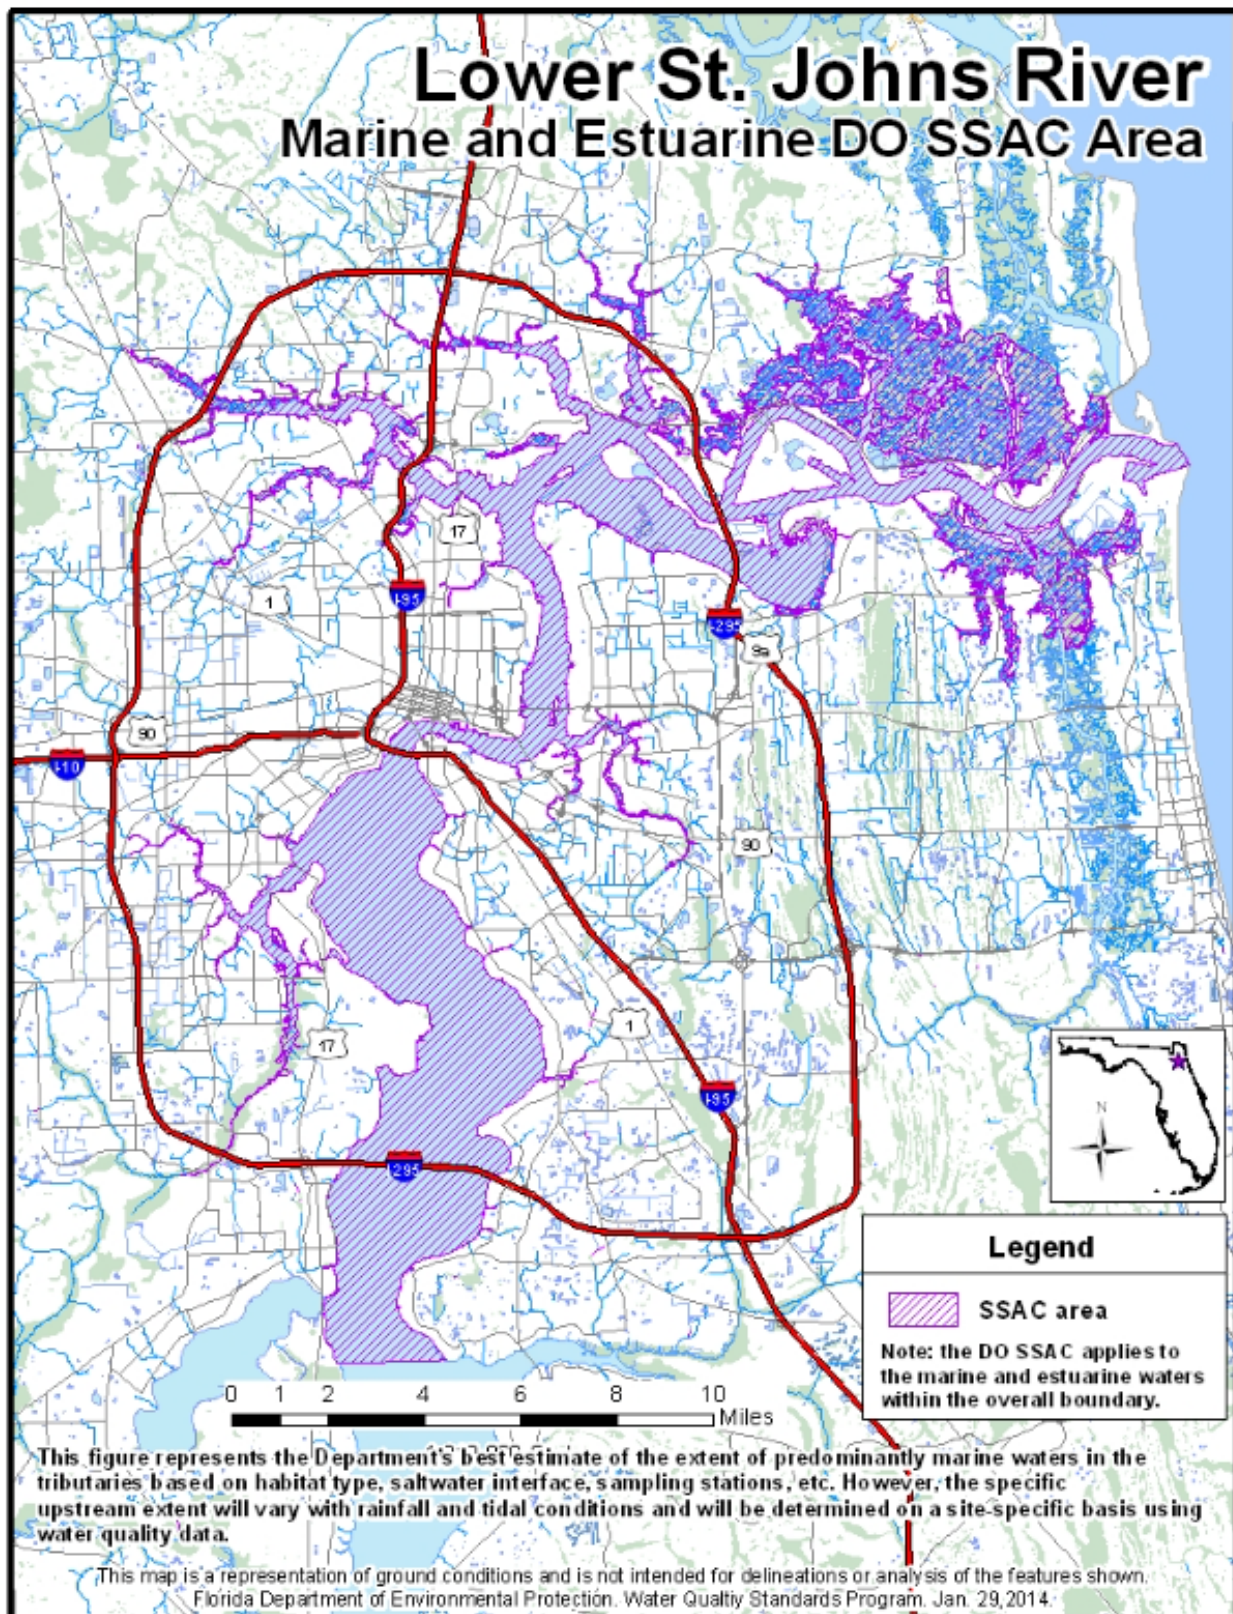 Lower St. Johns River
Marine and Estuarine DO SSAC Area
17
1
I-95
I-295
9a
90
I-10
90
1
17
I-95
I-295
N
Legend
SSAC area
Note: the DO SSAC applies to
the marine and estuarine waters
within the overall boundary.
0 1 2 4 6 8 10
Miles
This figure represents the Department's best estimate of the extent of predominantly marine waters in the
tributaries based on habitat type, saltwater interface, sampling stations, etc. However, the specific
upstream extent will vary with rainfall and tidal conditions and will be determined on a site-specific basis using
water quality data.
This map is a representation of ground conditions and is not intended for delineations or analysis of the features shown.
Florida Department of Environmental Protection. Water Qualtiy Standards Program. Jan. 29,2014.